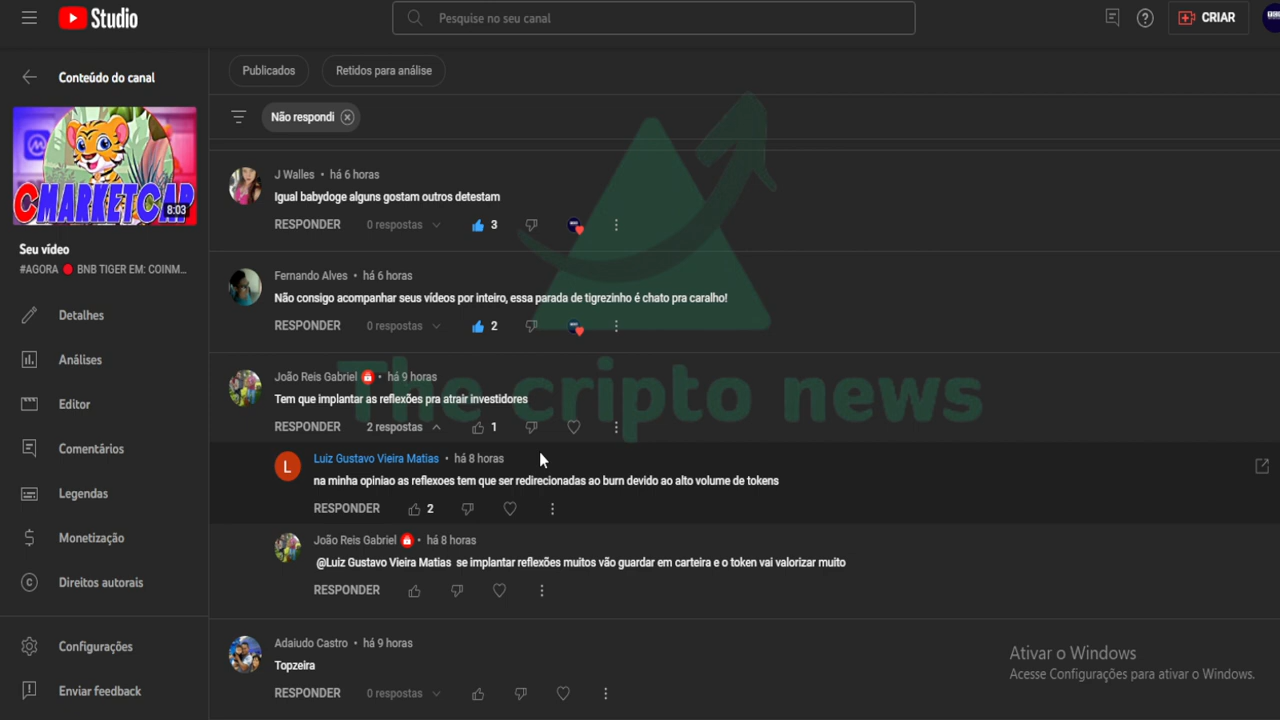 Studio
Pesquise no seu canal
CRIAR
Conteúdo do canal
Publicados
Retidos para análise
Não respondi
CMARKETCAP
8:03
Seu vídeo
#AGORA 🔴 BNB TIGER EM: COINM...
Detalhes
Análises
Editor
Comentários
Legendas
Monetização
Direitos autorais
Configurações
Enviar feedback
J Walles • há 6 horas
Igual babydoge alguns gostam outros detestam
RESPONDER 0 respostas 3
Fernando Alves • há 6 horas
Não consigo acompanhar seus vídeos por inteiro, essa parada de tigrezinho é chato pra caralho!
RESPONDER 0 respostas 2
João Reis Gabriel • há 9 horas
Tem que implantar as reflexões pra atrair investidores
RESPONDER 2 respostas 1
The cripto news
L
Luiz Gustavo Vieira Matias • há 8 horas
na minha opiniao as reflexoes tem que ser redirecionadas ao burn devido ao alto volume de tokens
RESPONDER 2
João Reis Gabriel • há 8 horas
@Luiz Gustavo Vieira Matias se implantar reflexões muitos vão guardar em carteira e o token vai valorizar muito
RESPONDER
Adaiudo Castro • há 9 horas
Topzeira
RESPONDER 0 respostas
Ativar o Windows
Acesse Configurações para ativar o Windows.